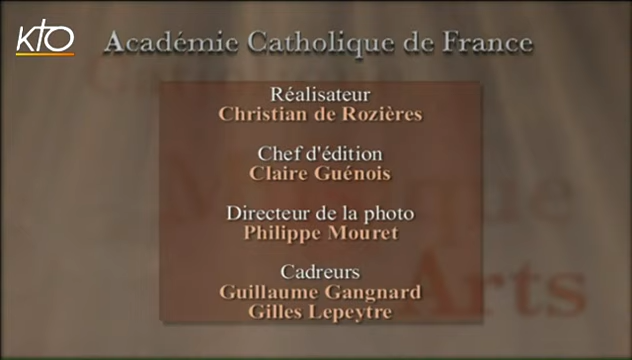 KTO
Académie Catholique de France
Réalisateur
Christian de Rozières
Chef d'édition
Claire Guénois
Directeur de la photo
Philippe Mouret
Cadreurs
Guillaume Gangnard
Gilles Lepeytre
Arts